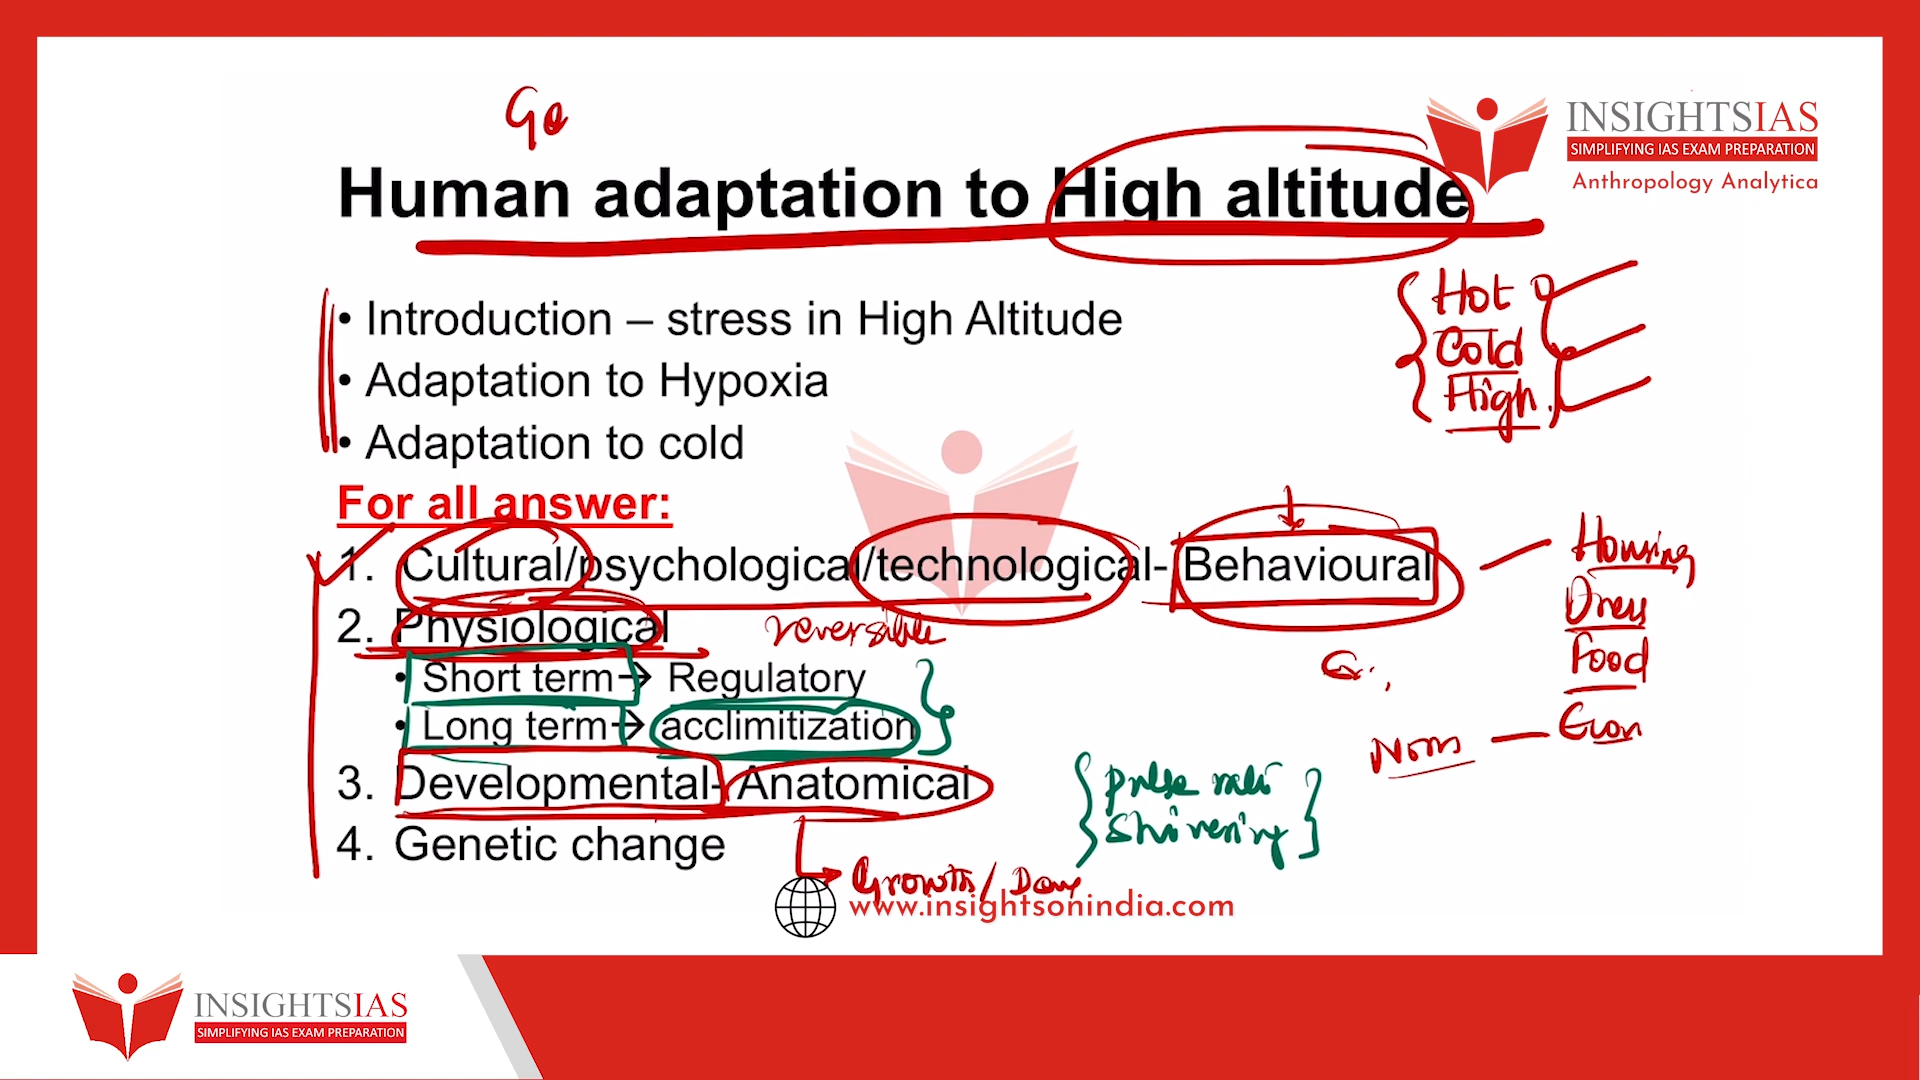 Ge
INSIGHTSIAS
SIMPLIFYING IAS EXAM PREPARATION
Anthropology Analytica
Human adaptation to High altitude
Hot
Cold
High
• Introduction – stress in High Altitude
• Adaptation to Hypoxia
• Adaptation to cold
For all answer:
1. Cultural/psychological/technological- Behavioural
Housing
Dress
Food
Econ
2. Physiological
reversible
• Short term→ Regulatory
• Long term→ acclimitization
G.,
3. Developmental- Anatomical
pulse
Shivering
4. Genetic change
Growth/
www.insightsonindia.com
INSIGHTSIAS
SIMPLIFYING IAS EXAM PREPARATION